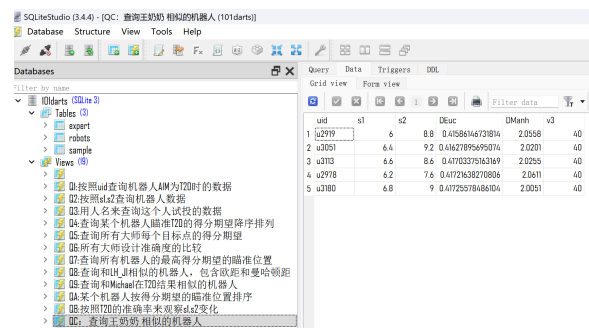 SQLiteStudio (3.4.4) - [QC: 查询王奶奶 相似的机器人 (101darts)]
Database Structure View Tools Help
Databases
Filter by name
101darts (SQLite 3)
Tables (3)
expert
robots
sample
Views (19)
Q1:按照uid查询机器人AIM为T20时的数据
Q2:按照s1,s2查询机器人数据
Q3:用人名来查询这个人试投的数据
Q4:查询某个机器人瞄准T20的得分期望降序排列
Q5:查询所有大师每个目标点的得分期望
Q6:所有大师设计准确度的比较
Q7:查询所有机器人的最高得分期望的瞄准位置
Q8:查询和LH_JI相似的机器人，包含欧距和曼哈顿距
Q9:查询和Michael在T20结果相似的机器人
QA:某个机器人按得分期望的瞄准位置排序
QB:按照T20的准确率来观察s1,s2变化
QC: 查询王奶奶 相似的机器人
Query Data Triggers DDL
Grid view Form view
1 Filter data
uid s1 s2 DEuc DManh v3
1 u2919 6 8.8 0.41586146731814 2.0558 40
2 u3051 6.4 9.2 0.41627895695074 2.0201 40
3 u3113 6.6 8.6 0.41703375163169 2.0255 40
4 u2978 6.2 7.6 0.41721638270806 2.0611 40
5 u3180 6.8 9 0.41725578486104 2.0051 40